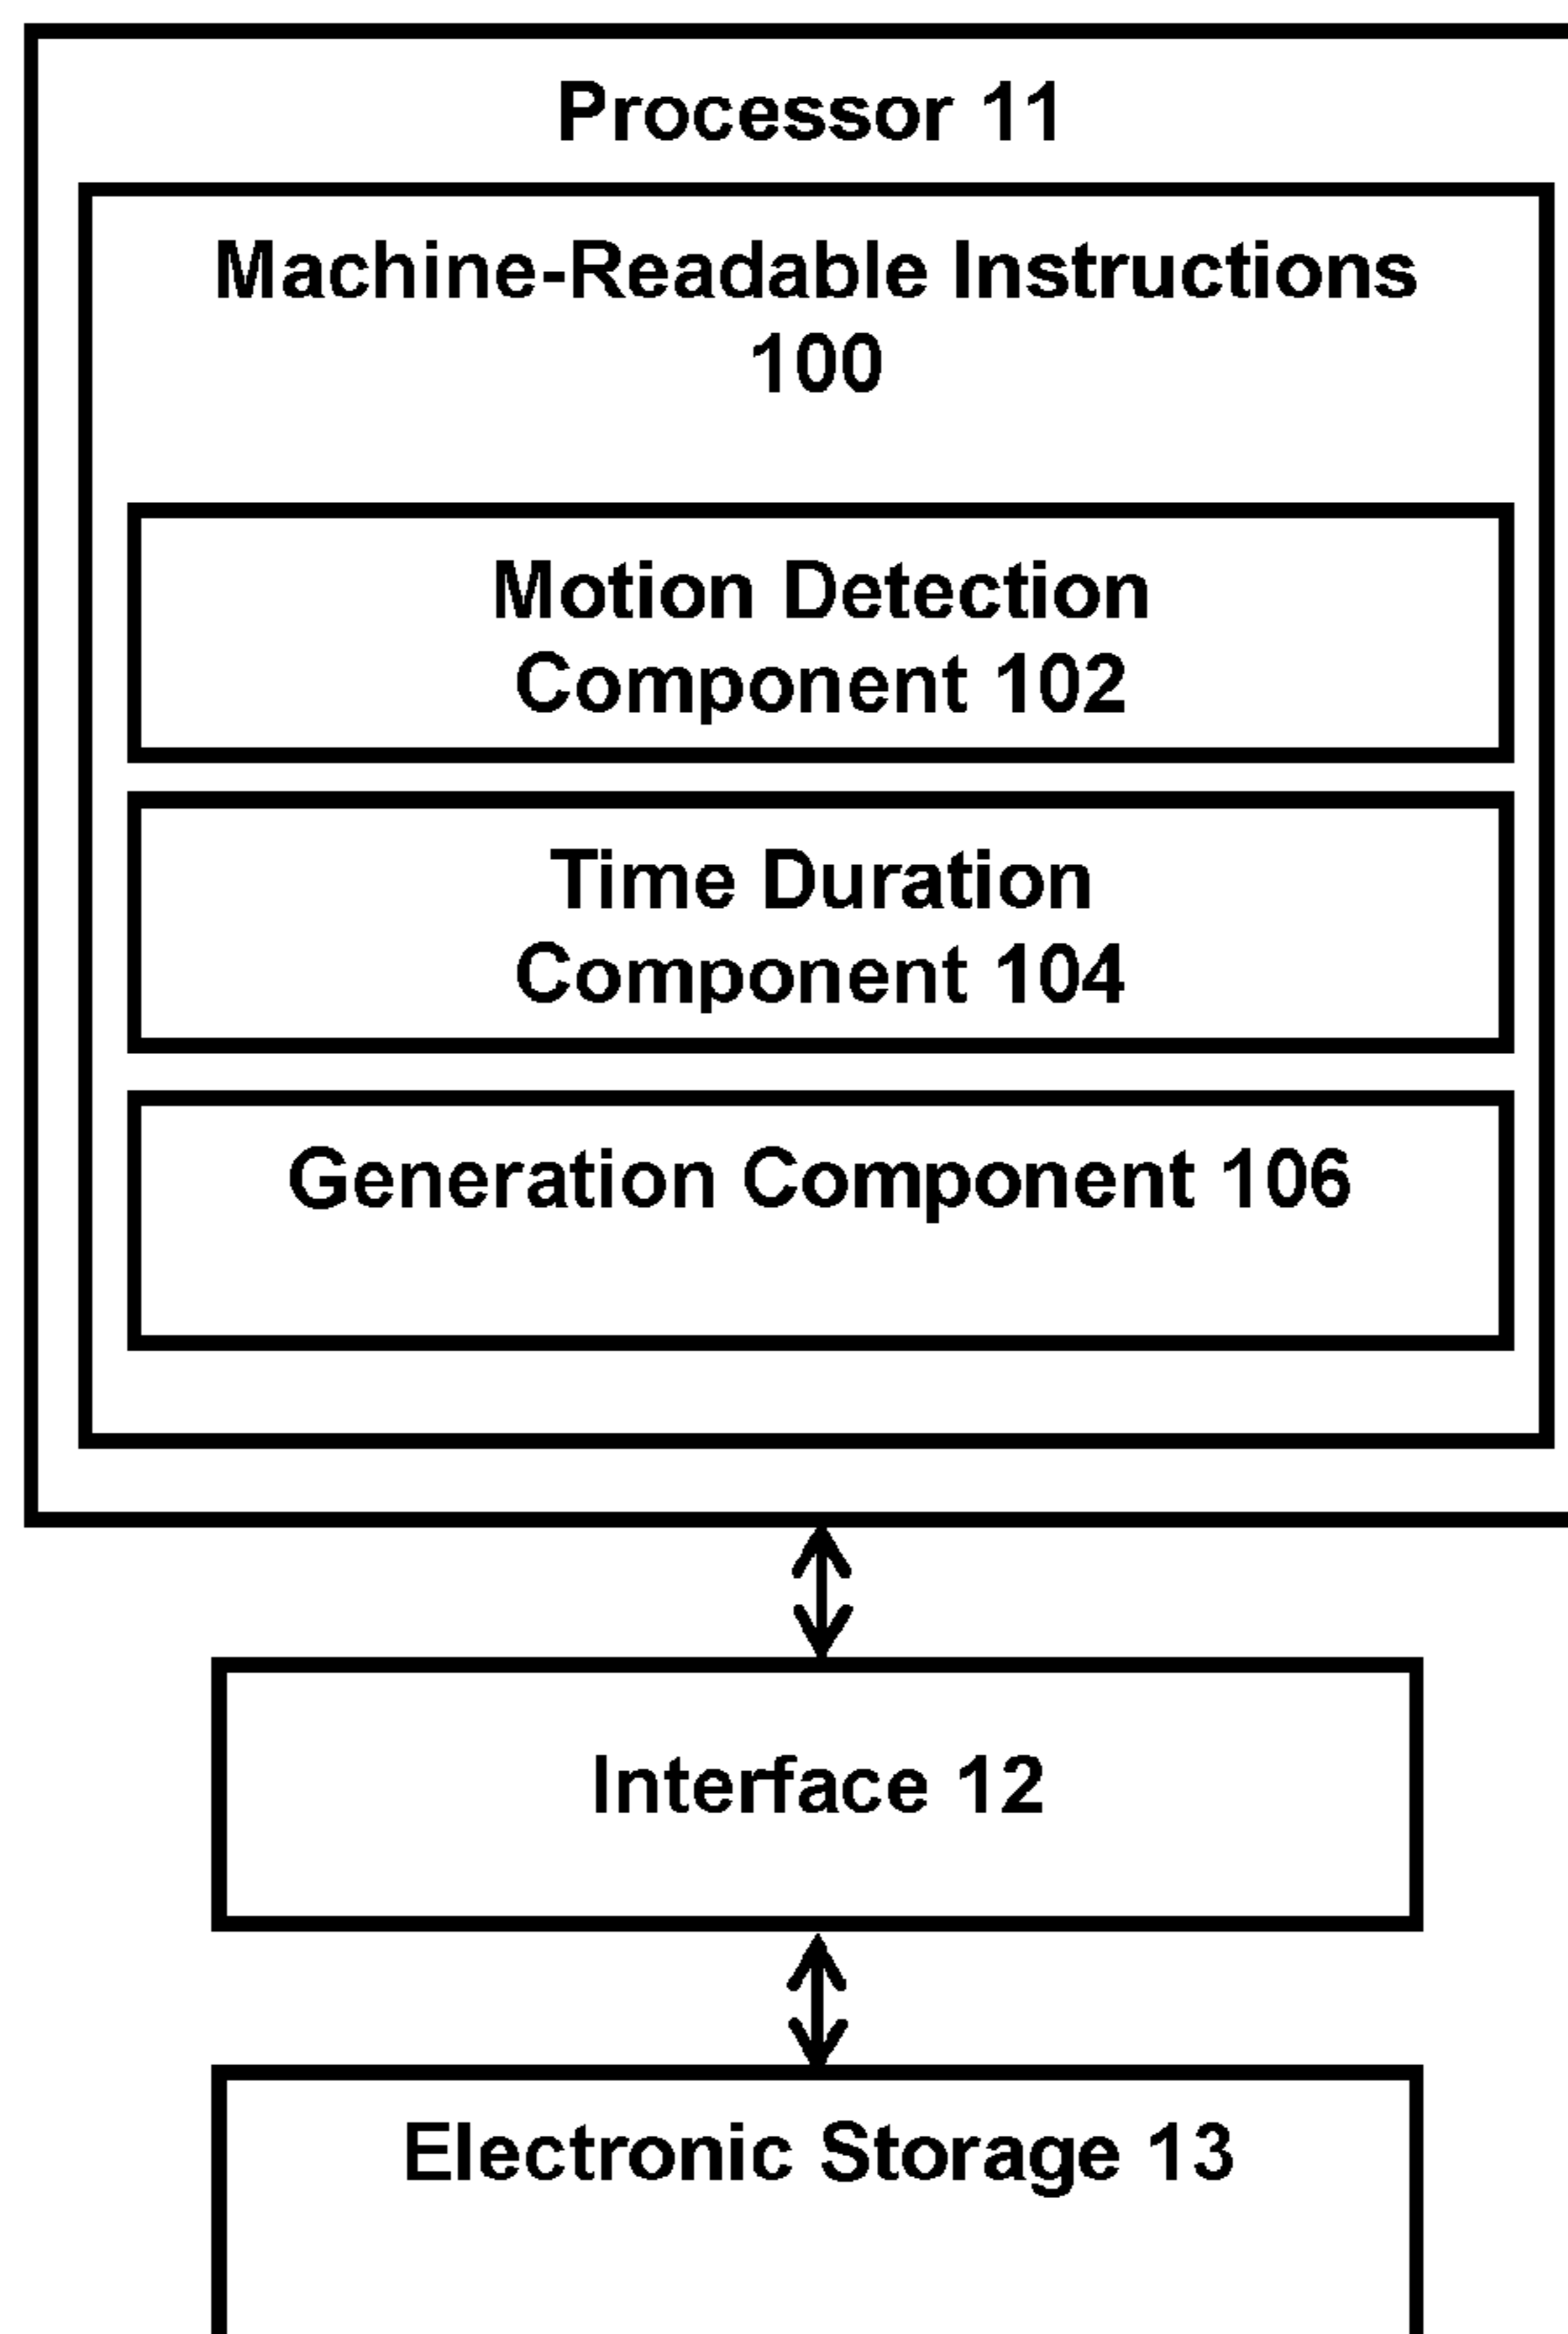 Processor 11
Machine-Readable Instructions
100
Motion Detection
Component 102
Time Duration
Component 104
Generation Component 106
Interface 12
Electronic Storage 13